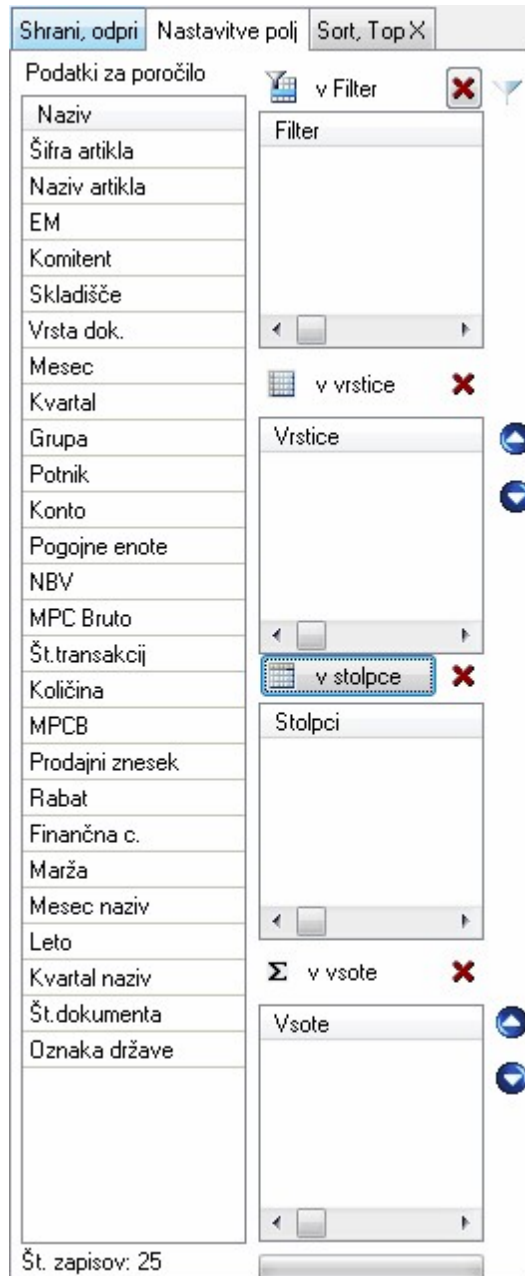 Shrani, odpri
Nastavitve polj
Sort, Top X
Podatki za poročilo
Naziv
Šifra artikla
Naziv artikla
EM
Komitent
Skladišče
Vrsta dok.
Mesec
Kvartal
Grupa
Potnik
Konto
Pogojne enote
NBV
MPC Bruto
Št.transakcij
Količina
MPCB
Prodajni znesek
Rabat
Finančna c.
Marža
Mesec naziv
Leto
Kvartal naziv
Št.dokumenta
Oznaka države
Št. zapisov: 25
v Filter
Filter
v vrstice
Vrstice
v stolpce
Stolpci
Σ v vsote
Vsote